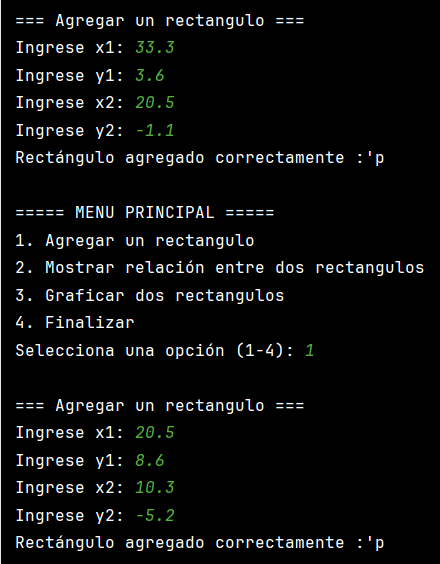 === Agregar un rectangulo ===
Ingrese x1: 33.3
Ingrese y1: 3.6
Ingrese x2: 20.5
Ingrese y2: -1.1
Rectángulo agregado correctamente :'p
===== MENU PRINCIPAL =====
1. Agregar un rectangulo
2. Mostrar relación entre dos rectangulos
3. Graficar dos rectangulos
4. Finalizar
Selecciona una opción (1-4): 1
=== Agregar un rectangulo ===
Ingrese x1: 20.5
Ingrese y1: 8.6
Ingrese x2: 10.3
Ingrese y2: -5.2
Rectángulo agregado correctamente :'p